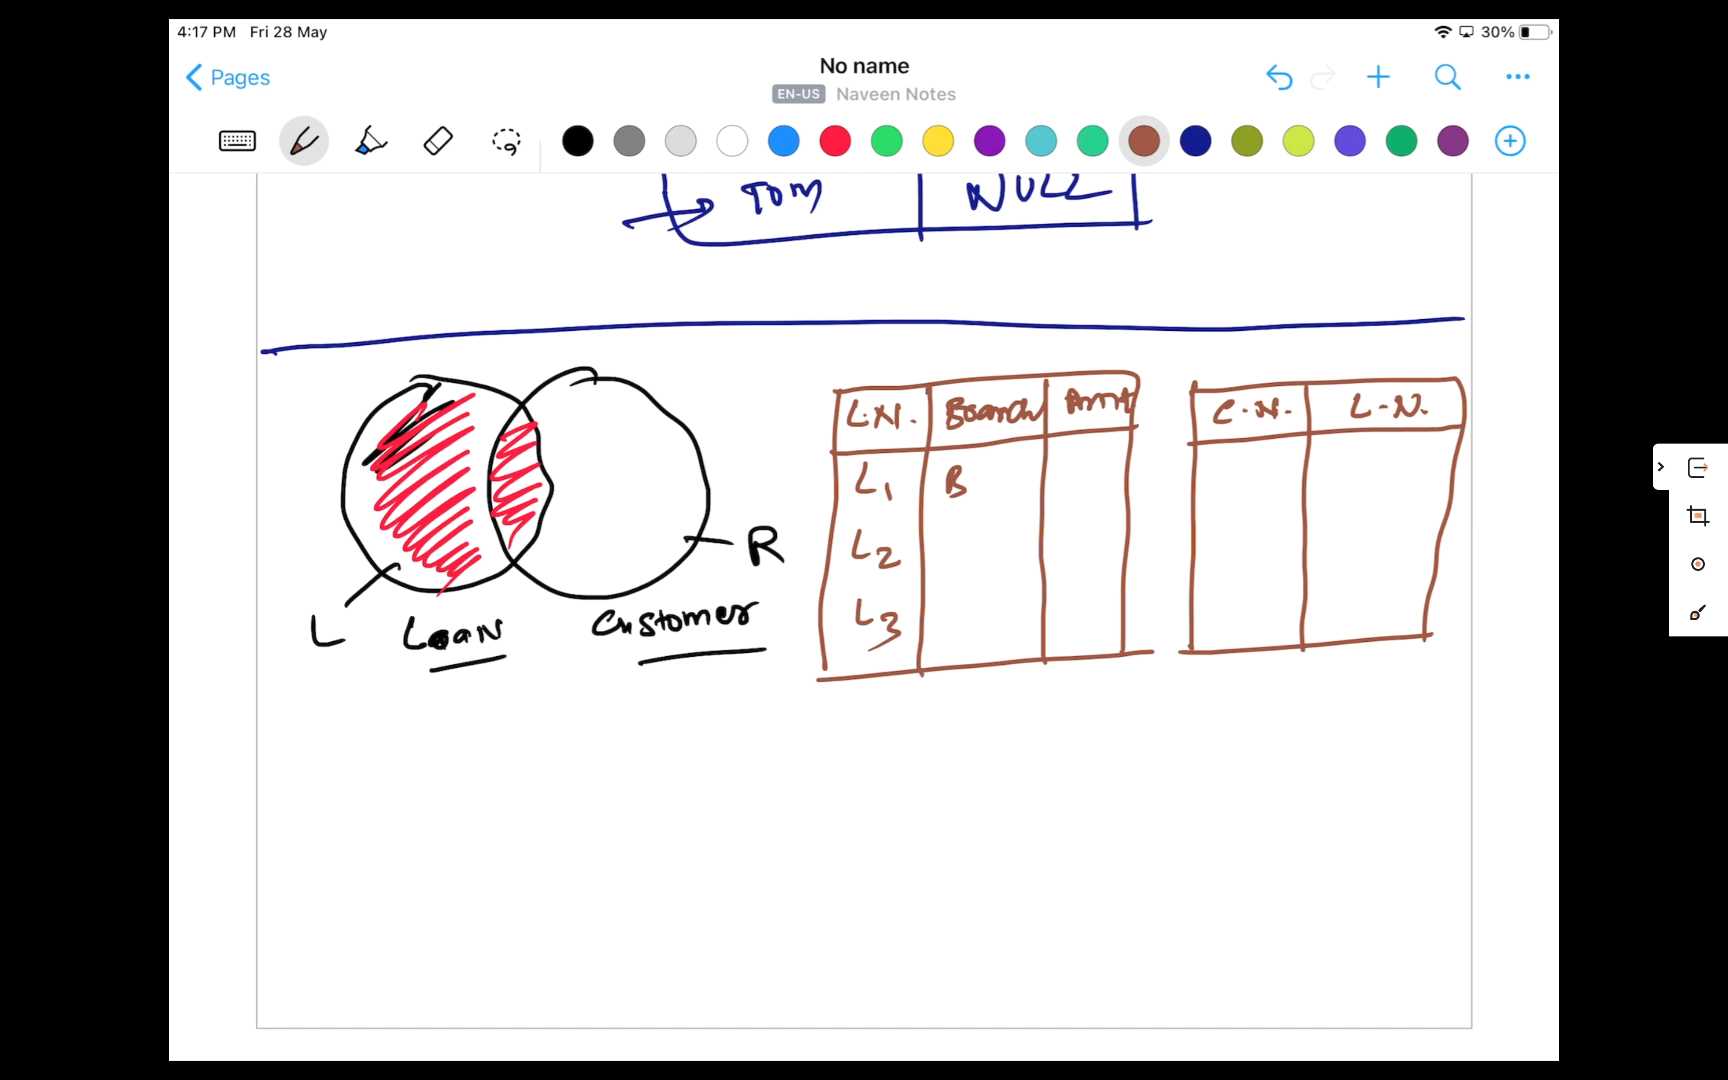 4:17 PM Fri 28 May
30%
Pages
No name
EN-US Naveen Notes
TOM NULL
L.N. Branch Amt
C.N. L.N.
L1 B
L2
L3
R
L Loan Customer